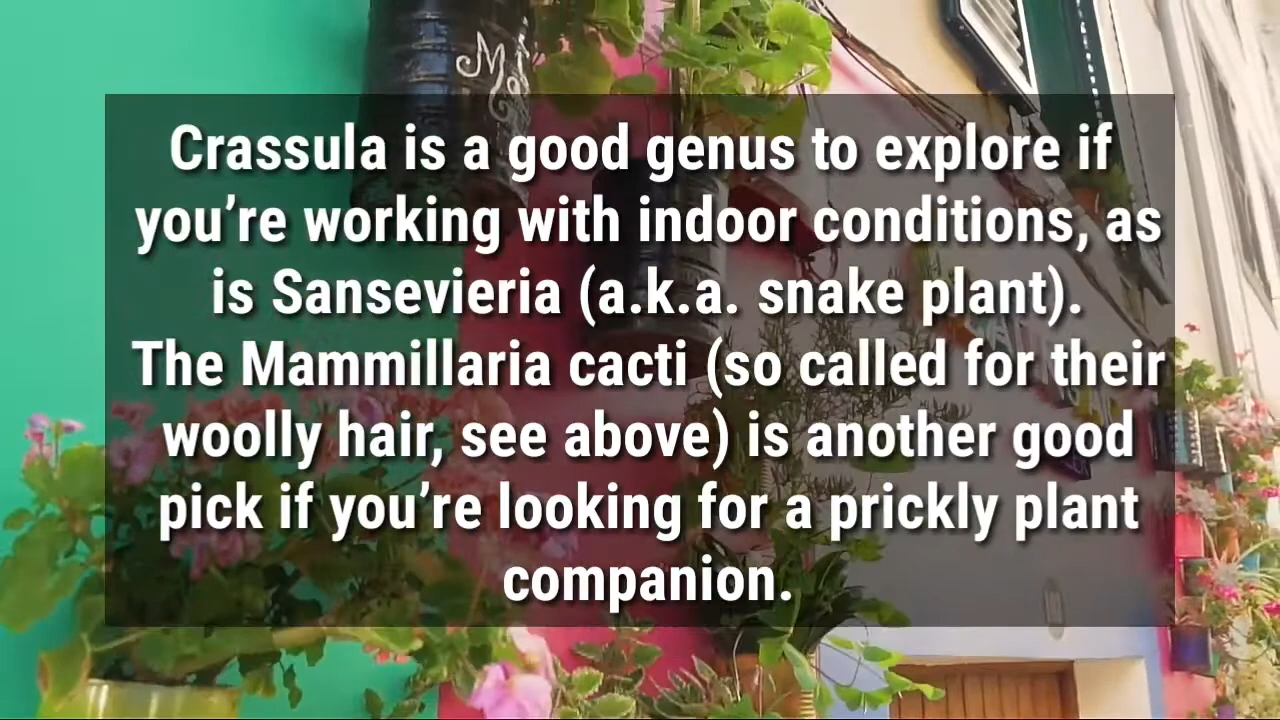 Crassula is a good genus to explore if
you’re working with indoor conditions, as
is Sansevieria (a.k.a. snake plant).
The Mammillaria cacti (so called for their
woolly hair, see above) is another good
pick if you’re looking for a prickly plant
companion.